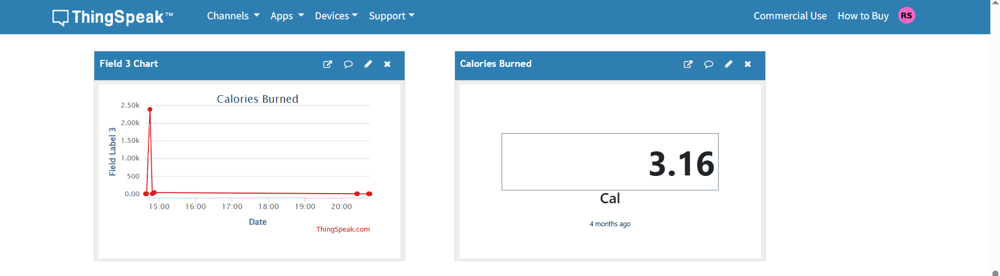 ThingSpeak™ Channels Apps Devices Support Commercial Use How to Buy RS
Field 3 Chart
Calories Burned
2.50k
2.00k
1.50k
1.00k
500
0.00
Field Label 3
15:00 16:00 17:00 18:00 19:00 20:00
Date
ThingSpeak.com
Calories Burned
3.16
Cal
4 months ago